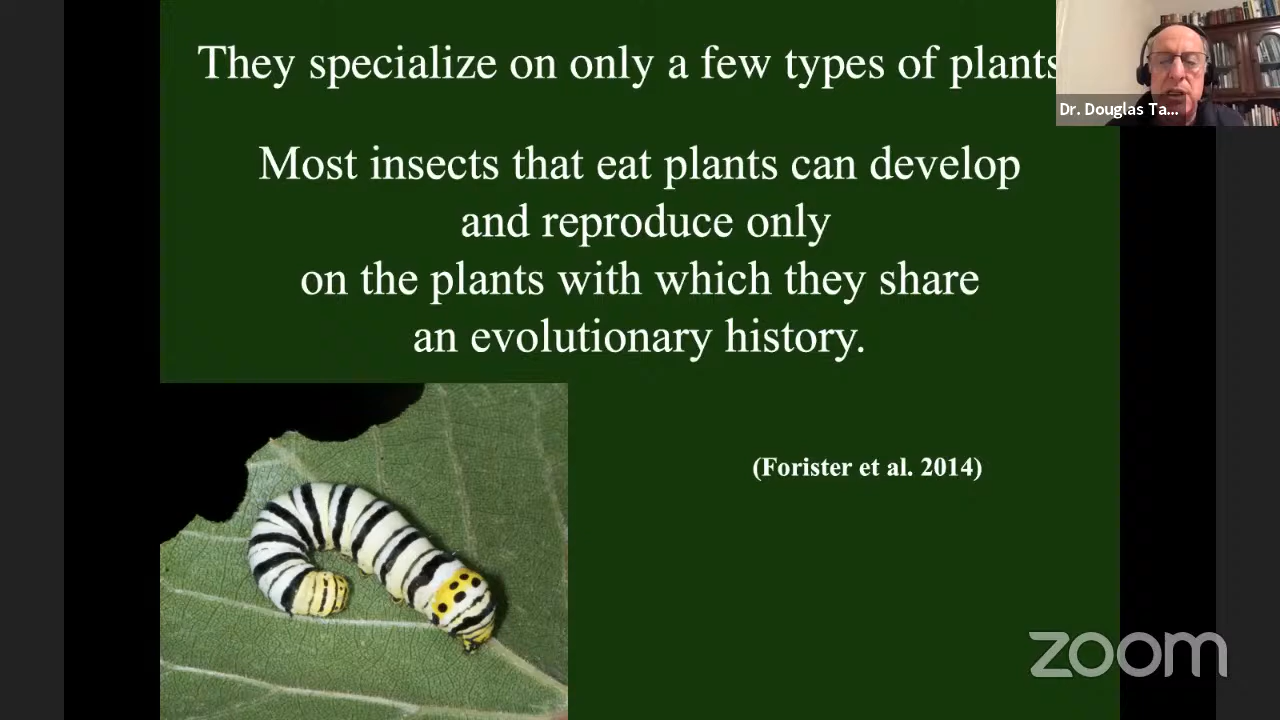 They specialize on only a few types of plants
Dr. Douglas Ta...
Most insects that eat plants can develop
and reproduce only
on the plants with which they share
an evolutionary history.
(Forister et al. 2014)
zoom